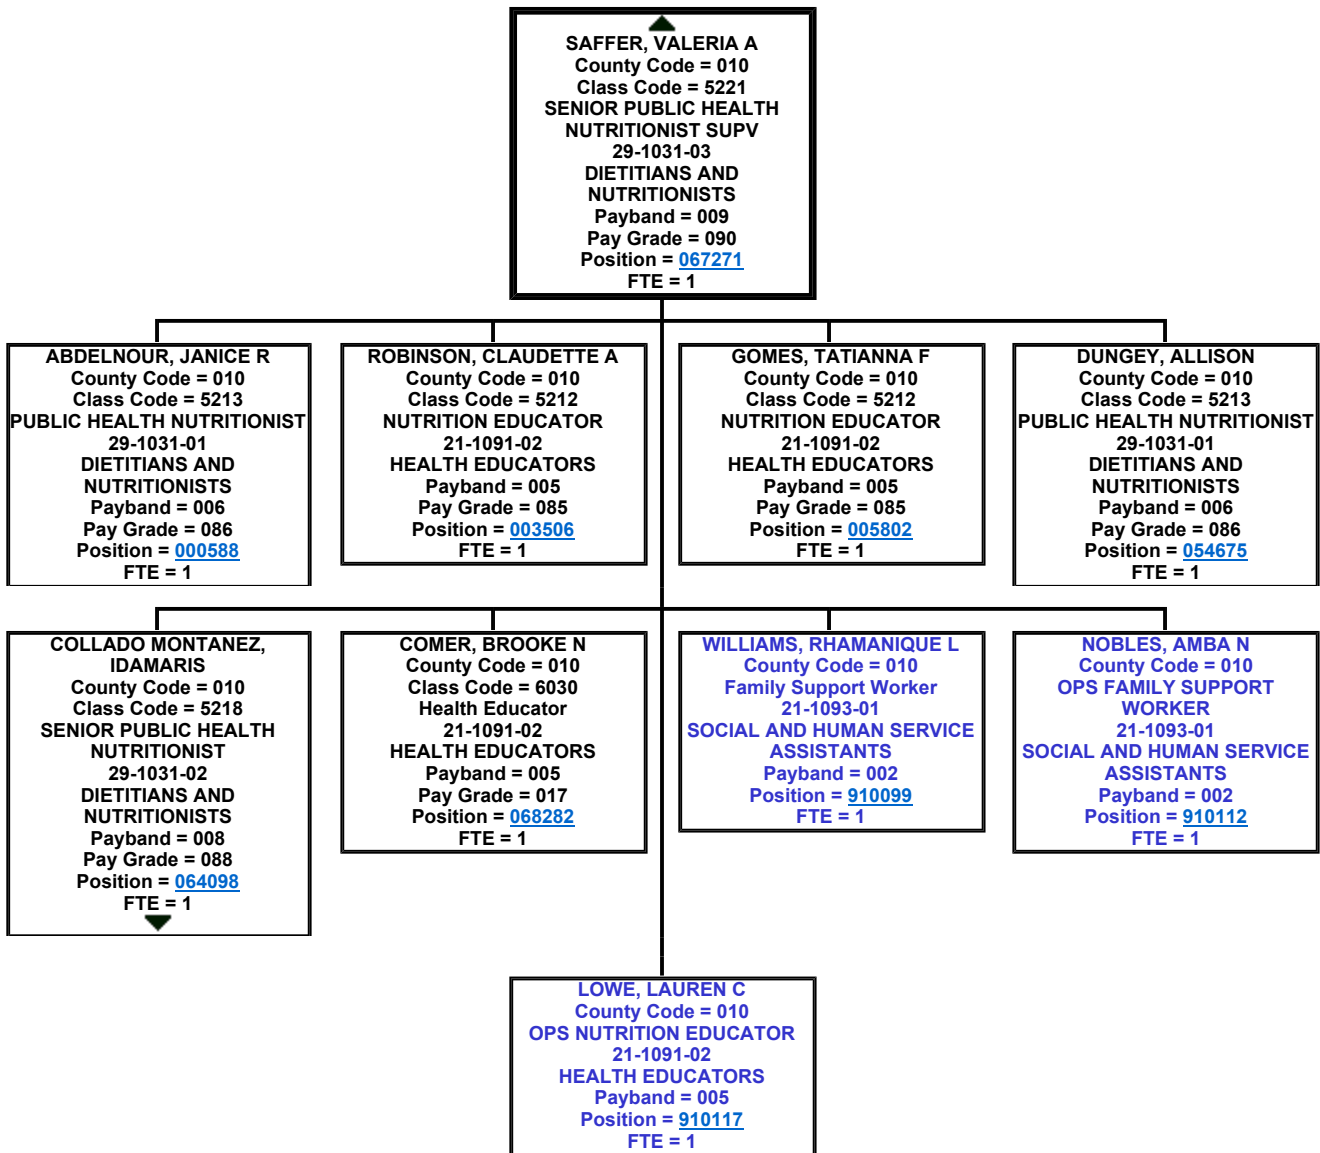 SAFFER, VALERIA A
County Code = 010
Class Code = 5221
SENIOR PUBLIC HEALTH
NUTRITIONIST SUPV
29-1031-03
DIETITIANS AND
NUTRITIONISTS
Payband = 009
Pay Grade = 090
Position = 067271
FTE = 1
ABDELNOUR, JANICE R
County Code = 010
Class Code = 5213
PUBLIC HEALTH NUTRITIONIST
29-1031-01
DIETITIANS AND
NUTRITIONISTS
Payband = 006
Pay Grade = 086
Position = 000588
FTE = 1
ROBINSON, CLAUDETTE A
County Code = 010
Class Code = 5212
NUTRITION EDUCATOR
21-1091-02
HEALTH EDUCATORS
Payband = 005
Pay Grade = 085
Position = 003506
FTE = 1
GOMES, TATIANNA F
County Code = 010
Class Code = 5212
NUTRITION EDUCATOR
21-1091-02
HEALTH EDUCATORS
Payband = 005
Pay Grade = 085
Position = 005802
FTE = 1
DUNGEY, ALLISON
County Code = 010
Class Code = 5213
PUBLIC HEALTH NUTRITIONIST
29-1031-01
DIETITIANS AND
NUTRITIONISTS
Payband = 006
Pay Grade = 086
Position = 054675
FTE = 1
COLLADO MONTANEZ,
IDAMARIS
County Code = 010
Class Code = 5218
SENIOR PUBLIC HEALTH
NUTRITIONIST
29-1031-02
DIETITIANS AND
NUTRITIONISTS
Payband = 008
Pay Grade = 088
Position = 064098
FTE = 1
COMER, BROOKE N
County Code = 010
Class Code = 6030
Health Educator
21-1091-02
HEALTH EDUCATORS
Payband = 005
Pay Grade = 017
Position = 068282
FTE = 1
WILLIAMS, RHAMANIQUE L
County Code = 010
Family Support Worker
21-1093-01
SOCIAL AND HUMAN SERVICE
ASSISTANTS
Payband = 002
Position = 910099
FTE = 1
NOBLES, AMBA N
County Code = 010
OPS FAMILY SUPPORT
WORKER
21-1093-01
SOCIAL AND HUMAN SERVICE
ASSISTANTS
Payband = 002
Position = 910112
FTE = 1
LOWE, LAUREN C
County Code = 010
OPS NUTRITION EDUCATOR
21-1091-02
HEALTH EDUCATORS
Payband = 005
Position = 910117
FTE = 1